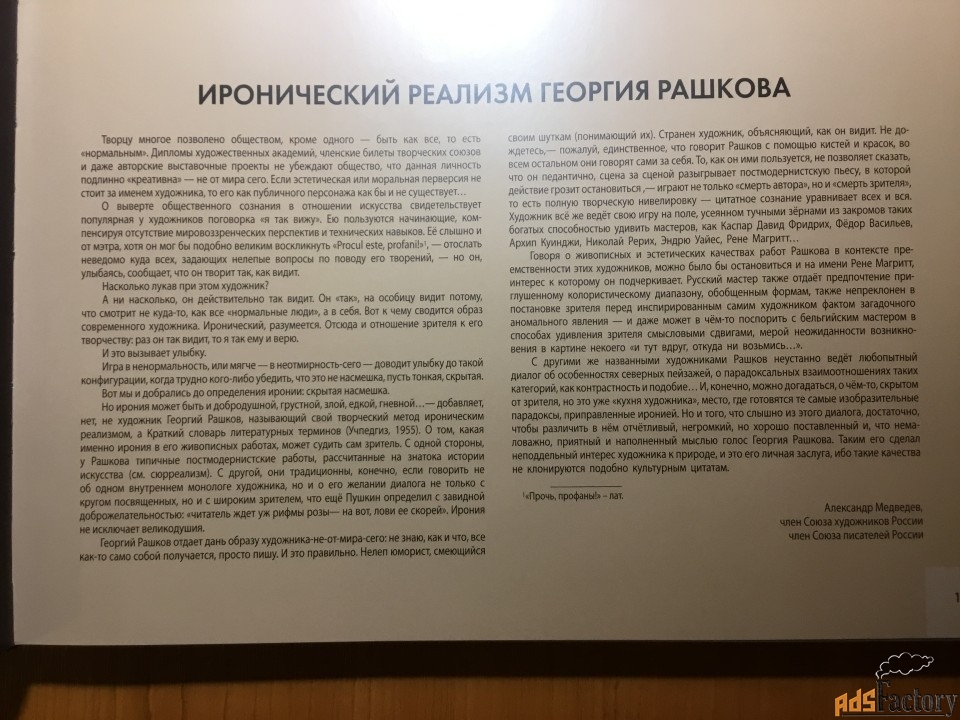 ИРОНИЧЕСКИЙ РЕАЛИЗМ ГЕОРГИЯ РАШКОВА
Творцу многое позволено обществом, кроме одного — быть как все, то есть
«нормальным». Дипломы художественных академий, членские билеты творческих союзов
и даже авторские выставочные проекты не убеждают общество, что данная личность
подлинно «креативна» — не от мира сего. Если эстетическая или моральная перверсия не
стоит за именем художника, то его как публичного персонажа как бы и не существует...
О выверте общественного сознания в отношении искусства свидетельствует
популярная у художников поговорка «я так вижу». Ею пользуются начинающие, ком-
пенсируя отсутствие мировоззренческих перспектив и технических навыков. Её слышно и
от мэтра, хотя он мог бы подобно великим воскликнуть «Procul este, profanil»¹, — отослать
неведомо куда всех, задающих нелепые вопросы по поводу его творений, — но он,
улыбаясь, сообщает, что он творит так, как видит.
Насколько лукав при этом художник?
А ни насколько, он действительно так видит. Он «так», на особицу видит потому,
что смотрит не куда-то, как все «нормальные люди», а в себя. Вот к чему сводится образ
современного художника. Иронический, разумеется. Отсюда и отношение зрителя к его
творчеству: раз он так видит, то я так ему и верю.
И это вызывает улыбку.
Игра в ненормальность, или мягче — в неотмирность-сего — доводит улыбку до такой
конфигурации, когда трудно кого-либо убедить, что это не насмешка, пусть тонкая, скрытая.
Вот мы и добрались до определения иронии: скрытая насмешка.
Но ирония может быть и добродушной, грустной, злой, едкой, гневной...— добавляет,
нет, не художник Георгий Рашков, называющий свой творческий метод ироническим
реализмом, а Краткий словарь литературных терминов (Учпедгиз, 1955). О том, какая
именно ирония в его живописных работах, может судить сам зритель. С одной стороны,
у Рашкова типичные постмодернистские работы, рассчитанные на знатока истории
искусства (см. сюрреализм). С другой, они традиционны, конечно, если говорить не
об одном внутреннем монологе художника, но и о его желании диалога не только с
кругом посвященных, но и с широким зрителем, что ещё Пушкин определил с завидной
доброжелательностью: «читатель ждет уж рифмы розы— на вот, лови ее скорей». Ирония
не исключает великодушия.
Георгий Рашков отдает дань образу художника-не-от-мира-сего: не знаю, как и что, все
как-то само собой получается, просто пишу. И это правильно. Нелеп юморист, смеющийся
своим шуткам (понимающий их). Странен художник, объясняющий, как он видит. Не до-
ждетесь,— пожалуй, единственное, что говорит Рашков с помощью кисти и красок, во
всем остальном они говорят сами за себя. То, как он ими пользуется, не позволяет сказать,
что он педантично, сцена за сценой разыгрывает постмодернистскую пьесу, в которой
действие грозит остановиться ,— играют не только «смерть автора», но и «смерть зрителя»,
то есть полную творческую нивелировку — цитатное сознание уравнивает всех и вся.
Художник всё же ведёт свою игру на поле, усеянном тучными зёрнами из закромов таких
богатых способностью удивить мастеров, как Каспар Давид Фридрих, Фёдор Васильев,
Архип Куинджи, Николай Рерих, Эндрю Уайес, Рене Магритт...
Говоря о живописных и эстетических качествах работ Рашкова в контексте пре-
емственности этих художников, можно было бы остановиться и на имени Рене Магритт,
интерес к которому он подчеркивает. Русский мастер также отдаёт предпочтение при-
глушенному колористическому диапазону, обобщенным формам, также непреклонен в
постановке зрителя перед инспирированным самим художником фактом загадочного
аномального явления — и даже может в чём-то поспорить с бельгийским мастером в
способах удивления зрителя смысловыми сдвигами, мерой неожиданности возникно-
вения в картине некоего «и тут вдруг, откуда ни возьмись...».
С другими же названными художниками Рашков неустанно ведёт любопытный
диалог об особенностях северных пейзажей, о парадоксальных взаимоотношениях таких
категорий, как контрастность и подобие... И, конечно, можно догадаться, о чём-то, скрытом
от зрителя, но это уже «кухня художника», место, где готовятся те самые изобразительные
парадоксы, приправленные иронией. Но и того, что слышно из этого диалога, достаточно,
чтобы различить в нём отчётливый, негромкий, но хорошо поставленный и, что нема-
ловажно, приятный и наполненный мыслью голос Георгия Рашкова. Таким его сделал
неподдельный интерес художника к природе, и это его личная заслуга, ибо такие качества
не клонируются подобно культурным цитатам.
¹«Прочь, профаны!» – лат.
Александр Медведев,
член Союза художников России
член Союза писателей России
1
AdsFactory